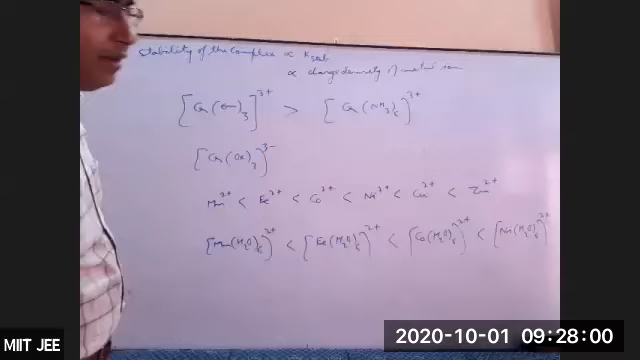 Stability of the Complex ∝ Kstab
∝ charge density of metal ion
[Co(en)3]3+ > [Co(NH3)6]3+
[Co(Ox)3]3-
Mn2+ < Fe2+ < Co2+ < Ni2+ < Cu2+ < Zn2+
[Mn(H2O)6]2+ < [Fe(H2O)6]2+ < [Co(H2O)6]2+ < [Ni(H2O)6]2+
MIIT JEE
2020-10-01 09:28:00